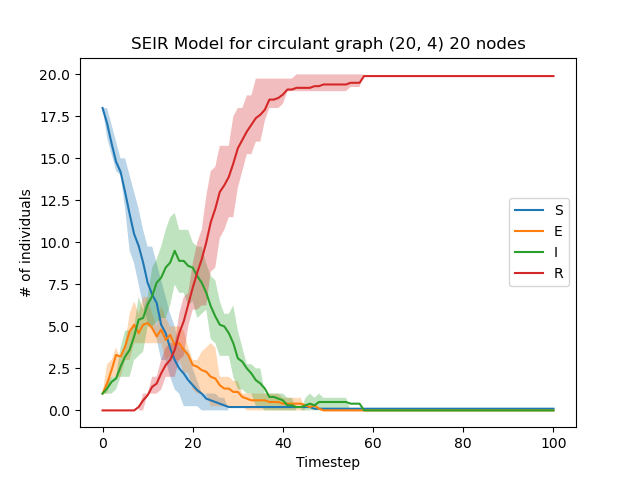 SEIR Model for circulant graph (20, 4) 20 nodes
# of individuals
20.0
17.5
15.0
12.5
10.0
7.5
5.0
2.5
0.0
S
E
I
R
0 20 40 60 80 100
Timestep